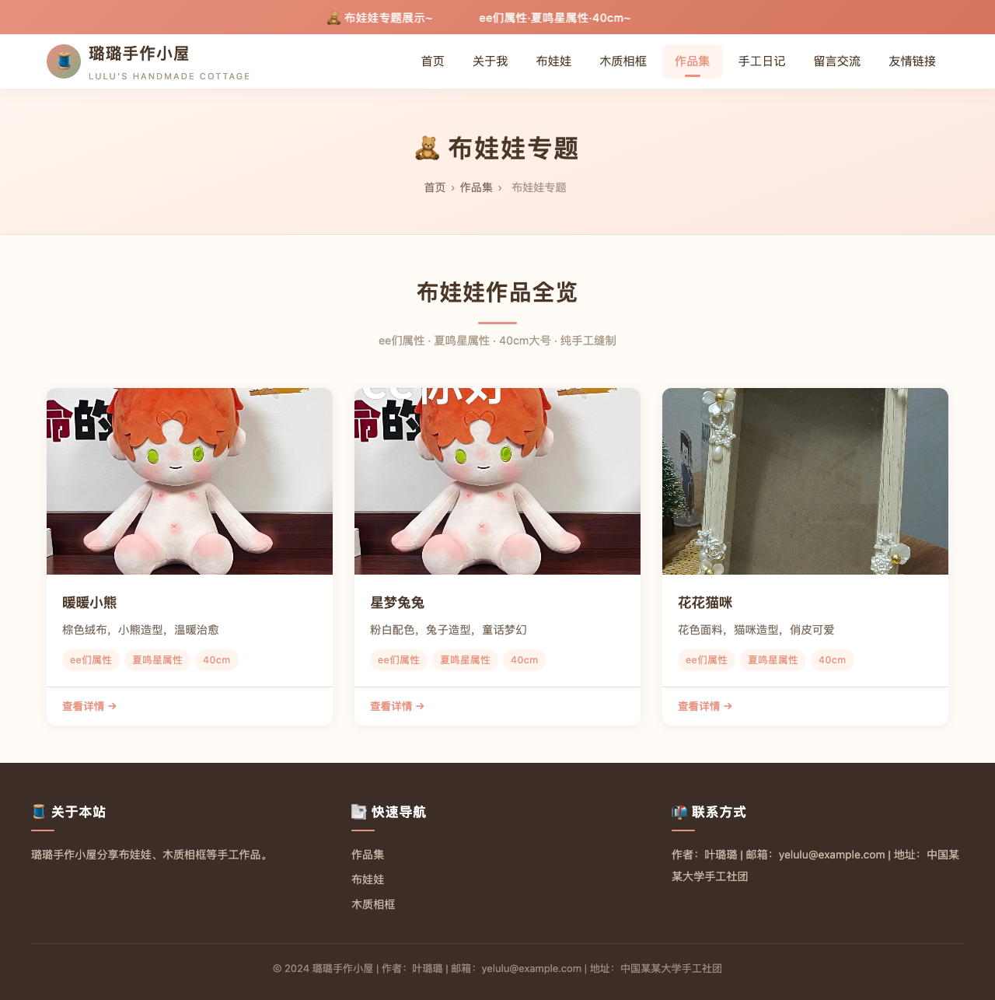 布娃娃专题展示~ ee们属性·夏鸣星属性·40cm~
璐璐手作小屋
LULU'S HANDMADE COTTAGE
首页 关于我 布娃娃 木质相框 作品集 手工日记 留言交流 友情链接
布娃娃专题
首页 › 作品集 › 布娃娃专题
布娃娃作品全览
ee们属性 · 夏鸣星属性 · 40cm大号 · 纯手工缝制
命的
ee你好
命的
暖暖小熊
棕色绒布，小熊造型，温暖治愈
ee们属性 夏鸣星属性 40cm
查看详情 →
星梦兔兔
粉白配色，兔子造型，童话梦幻
ee们属性 夏鸣星属性 40cm
查看详情 →
花花猫咪
花色面料，猫咪造型，俏皮可爱
ee们属性 夏鸣星属性 40cm
查看详情 →
关于本站
璐璐手作小屋分享布娃娃、木质相框等手工作品。
快速导航
作品集
布娃娃
木质相框
联系方式
作者：叶璐璐 | 邮箱：yelulu@example.com | 地址：中国某
某大学手工社团
© 2024 璐璐手作小屋 | 作者：叶璐璐 | 邮箱：yelulu@example.com | 地址：中国某某大学手工社团